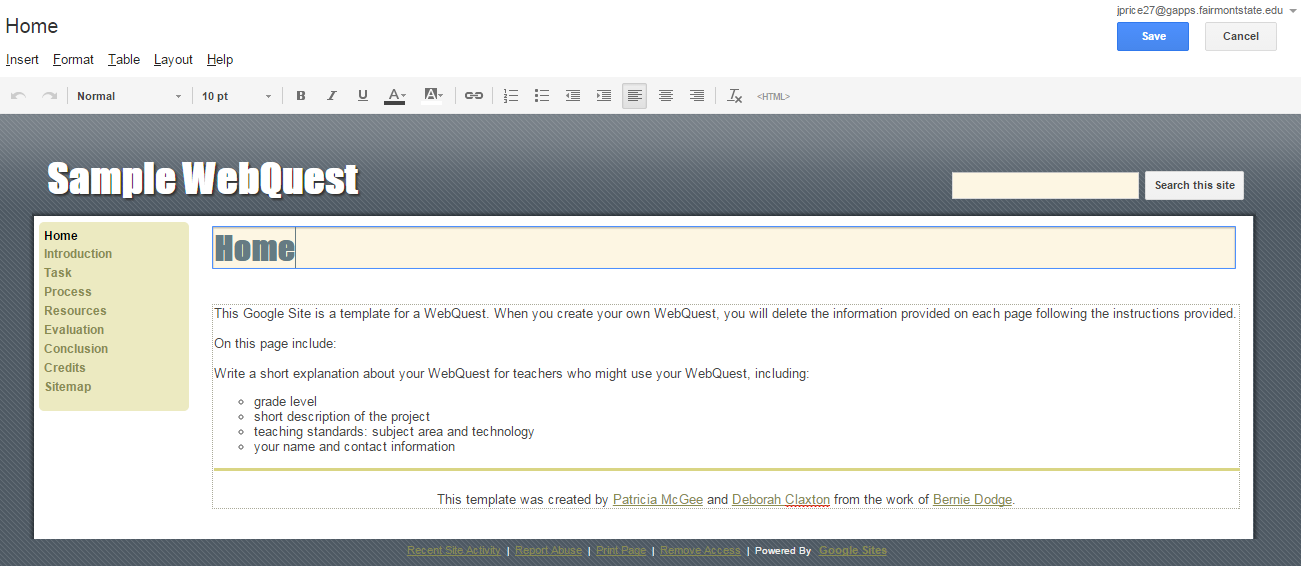 jprice27@gapps.fairmontstate.edu
Home
Save Cancel
Insert Format Table Layout Help
Normal 10 pt B I U A A <HTML>
Sample WebQuest
Search this site
Home
Introduction
Task
Process
Resources
Evaluation
Conclusion
Credits
Sitemap
Home
This Google Site is a template for a WebQuest. When you create your own WebQuest, you will delete the information provided on each page following the instructions provided.
On this page include:
Write a short explanation about your WebQuest for teachers who might use your WebQuest, including:
grade level
short description of the project
teaching standards: subject area and technology
your name and contact information
This template was created by Patricia McGee and Deborah Claxton from the work of Bernie Dodge.
Recent Site Activity | Report Abuse | Print Page | Remove Access | Powered By Google Sites